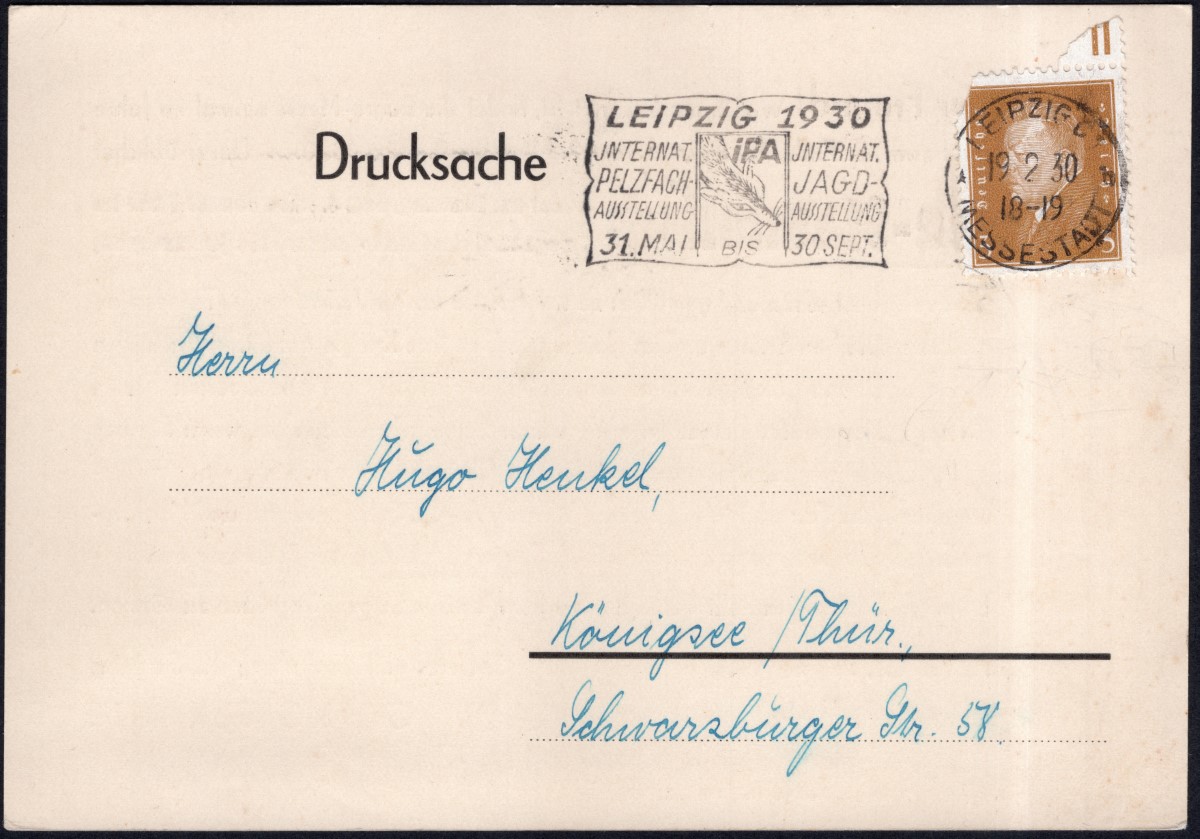 LEIPZIG 1930
JNTERNAT. PELZFACH- AUSSTELLUNG
iPA
JNTERNAT. JAGD- AUSSTELLUNG
31. MAI BIS 30 SEPT.
LEIPZIG C
19 2 30
18-19
MESSESTADT
Drucksache
Herrn
Hugo Henkel,
Königsee /Thür.,
Schwarzburger Str. 58